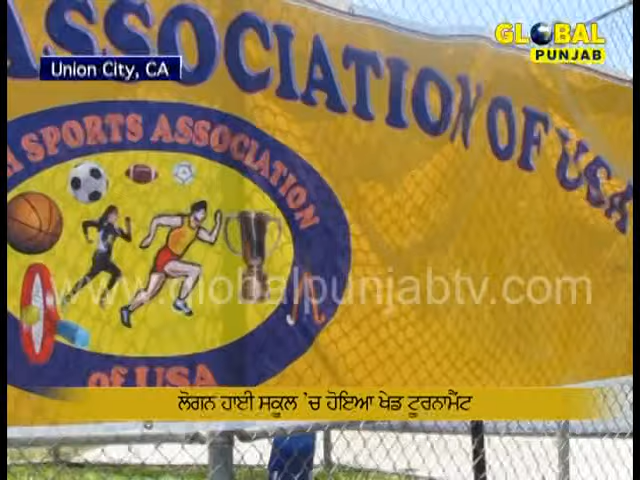 GLOBAL
PUNJAB
Union City, CA
ASSOCIATION OF USA
SPORTS ASSOCIATION
of USA
www.globalpunjabtv.com
ਲੋਗਨ ਹਾਈ ਸਕੂਲ 'ਚ ਹੋਇਆ ਖੇਡ ਟੂਰਨਾਮੈਂਟ